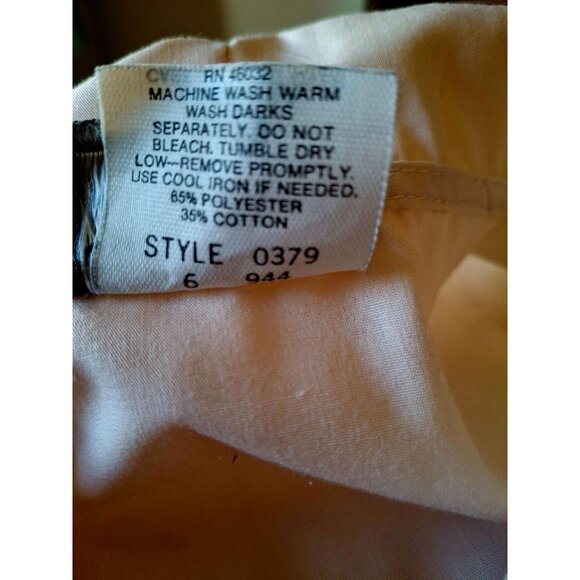 RN 46032
MACHINE WASH WARM
WASH DARKS
SEPARATELY. DO NOT
BLEACH. TUMBLE DRY
LOW—REMOVE PROMPTLY.
USE COOL IRON IF NEEDED.
65% POLYESTER
35% COTTON
STYLE 0379
6 944